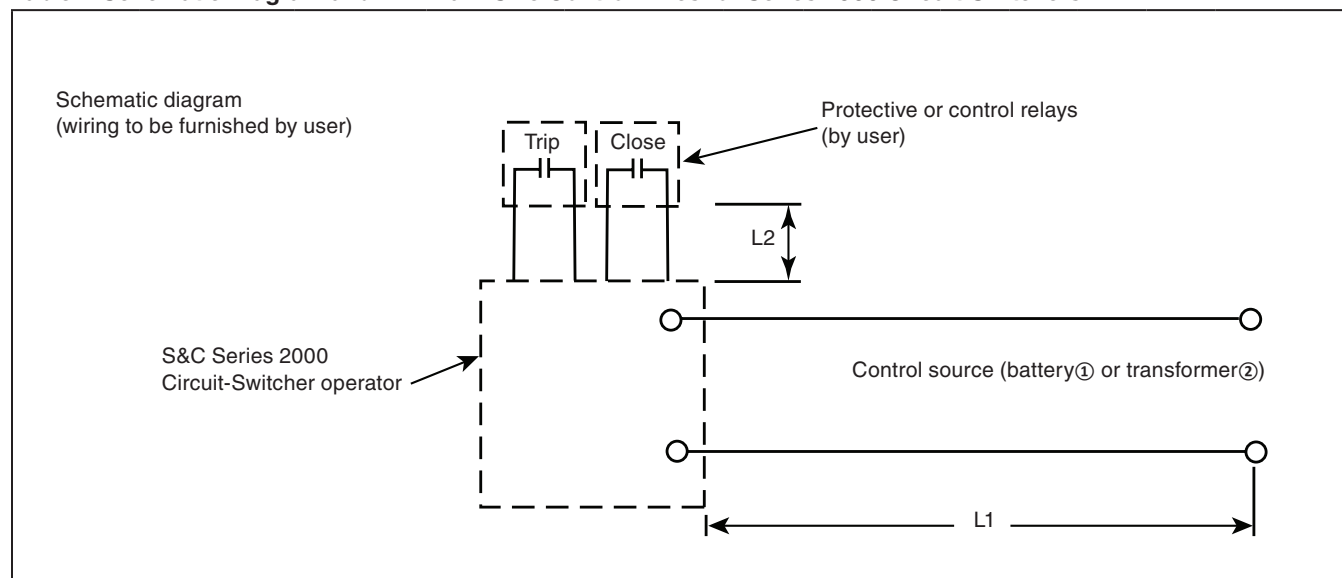 Schematic diagram
(wiring to be furnished by user)
Trip
Close
Protective or control relays
(by user)
L2
S&C Series 2000
Circuit-Switcher operator
Control source (battery① or transformer②)
L1